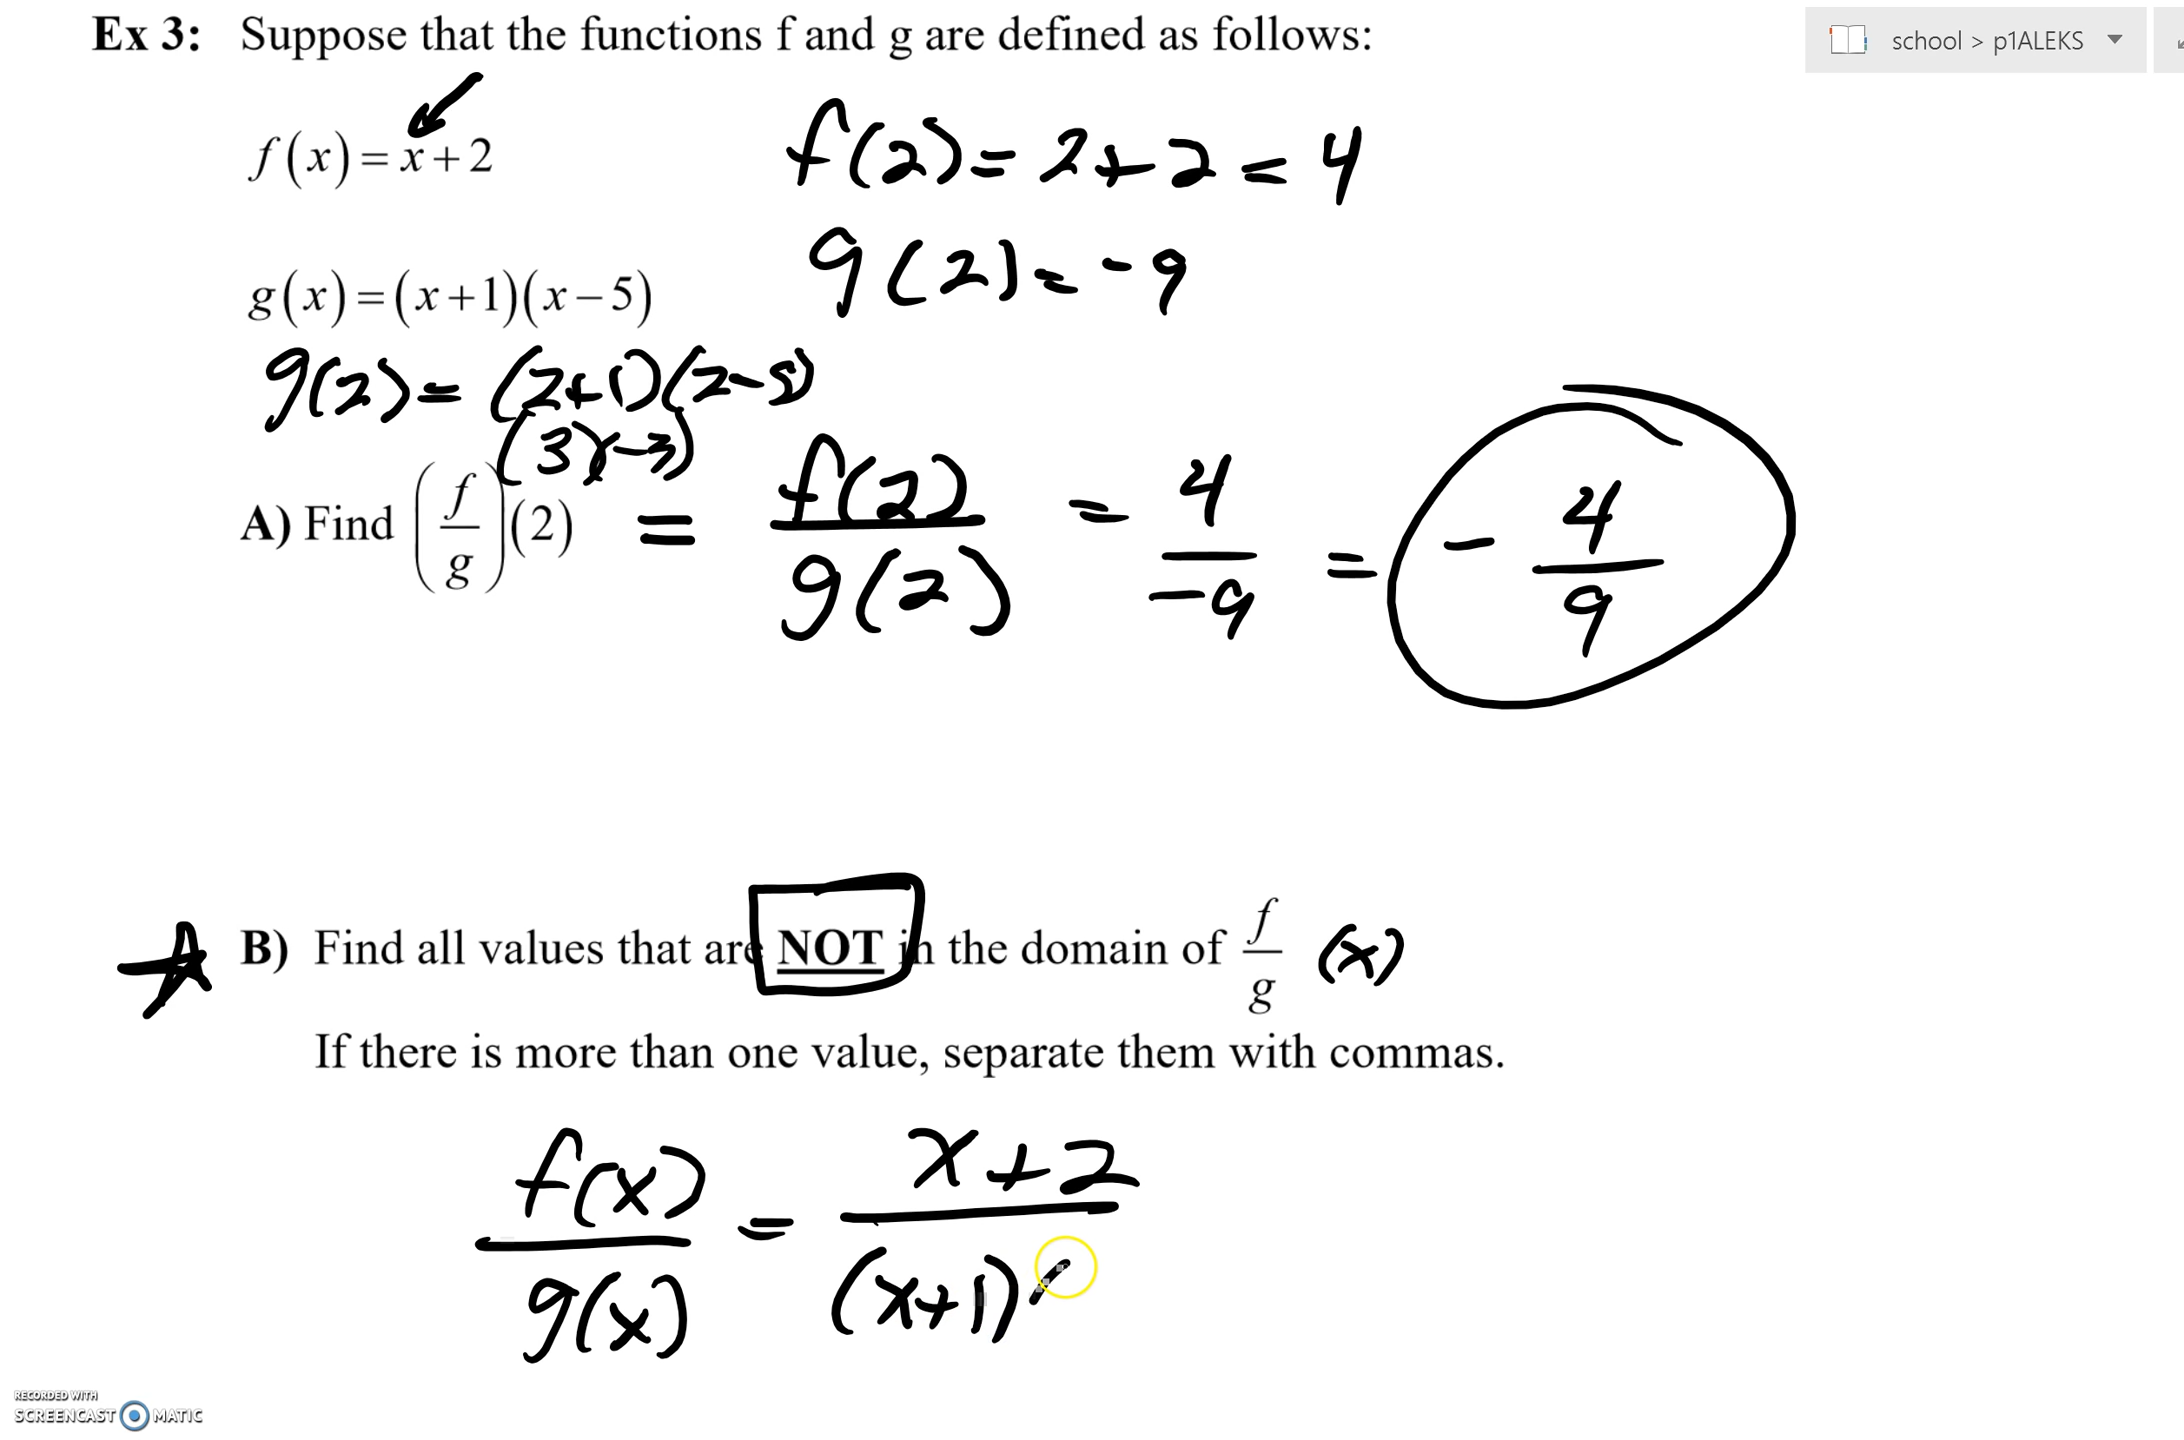 Ex 3: Suppose that the functions f and g are defined as follows:
school > p1ALEKS
f(x) = x + 2
f(2) = 2 + 2 = 4
g(2) = -9
g(x) = (x+1)(x−5)
g(2) = (2+1)(2-5)
(3)(-3)
A) Find (f/g)(2) = f(2)/g(2) = 4/-9 = - 4/9
B) Find all values that are NOT in the domain of f/g (x)
If there is more than one value, separate them with commas.
f(x)/g(x) = x+2/(x+1)(
RECORDED WITH
SCREENCAST MATIC